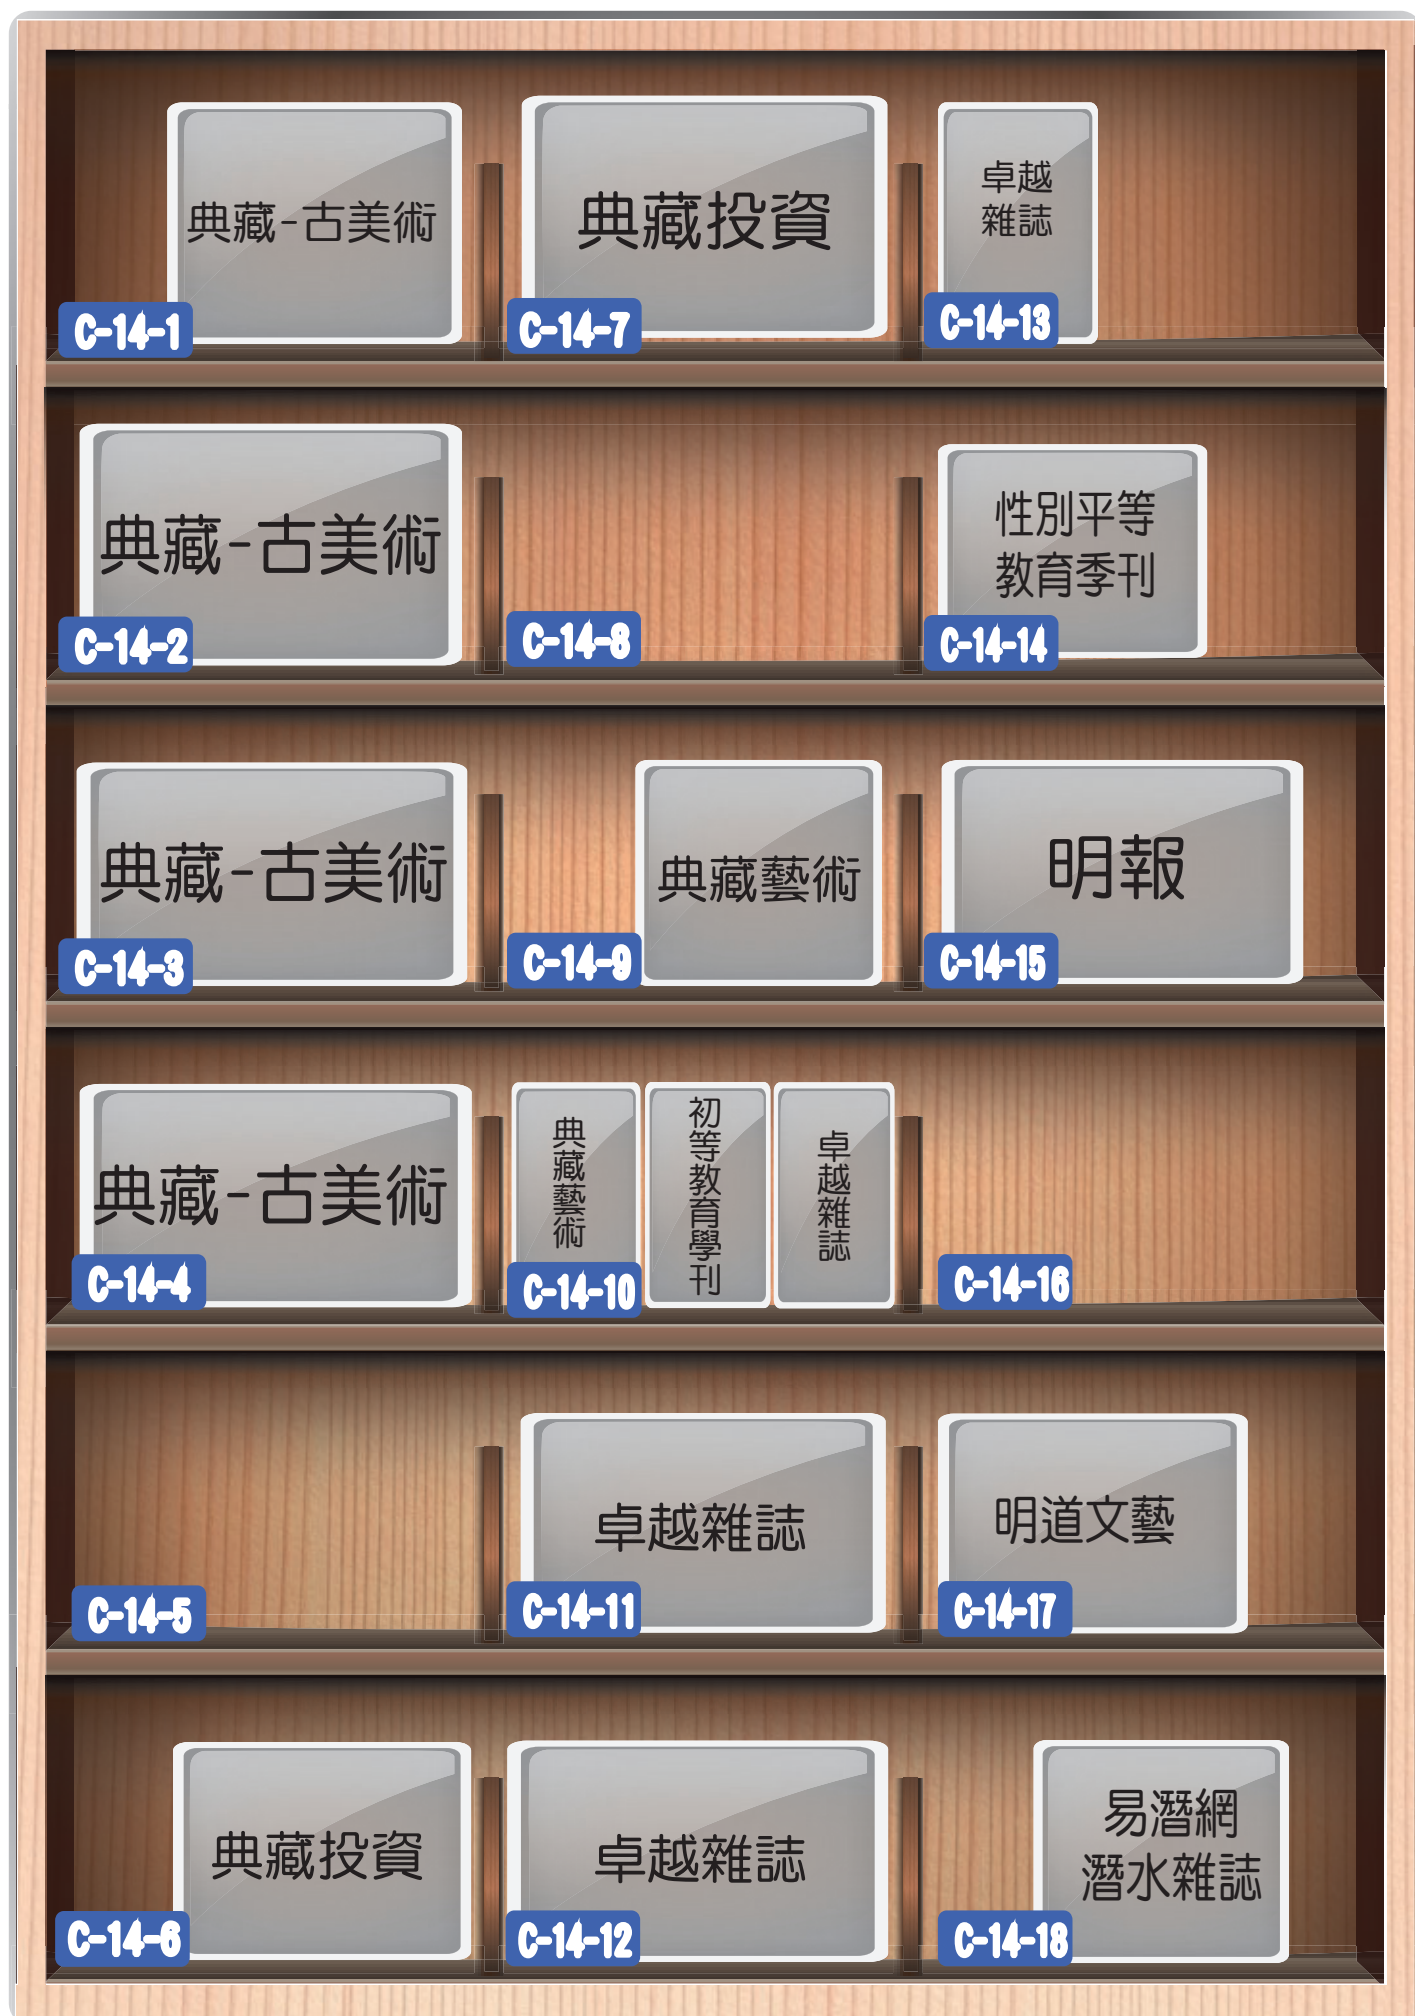 典藏-古美術
典藏投資
卓越
雜誌
C-14-1
C-14-7
C-14-13
典藏-古美術
性別平等
教育季刊
C-14-2
C-14-8
C-14-14
典藏-古美術
典藏藝術
明報
C-14-3
C-14-9
C-14-15
典藏-古美術
典藏藝術
初等教育學刊
卓越雜誌
C-14-4
C-14-10
C-14-16
卓越雜誌
明道文藝
C-14-5
C-14-11
C-14-17
典藏投資
卓越雜誌
易潛網
潛水雜誌
C-14-6
C-14-12
C-14-18